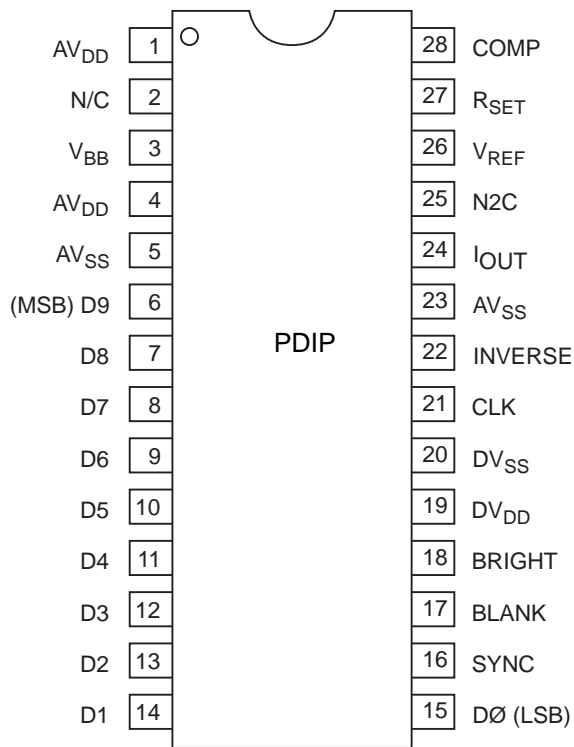 AVDD 1 28 COMP
N/C 2 27 RSET
VBB 3 26 VREF
AVDD 4 25 N2C
AVSS 5 24 IOUT
(MSB) D9 6 23 AVSS
PDIP
D8 7 22 INVERSE
D7 8 21 CLK
D6 9 20 DVSS
D5 10 19 DVDD
D4 11 18 BRIGHT
D3 12 17 BLANK
D2 13 16 SYNC
D1 14 15 DØ (LSB)